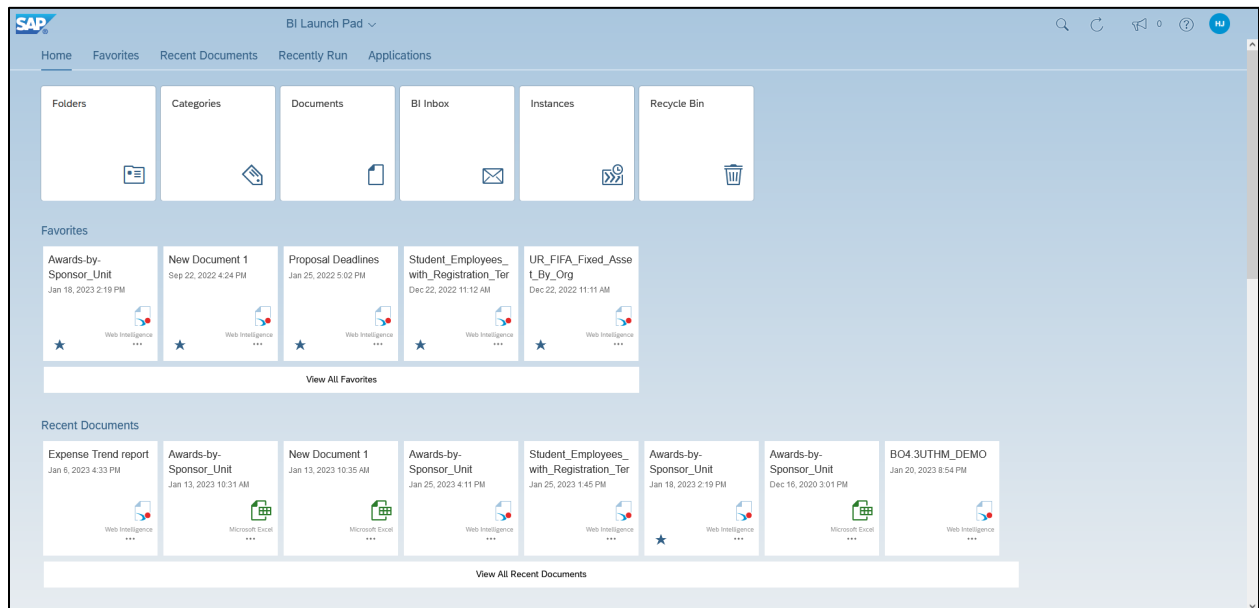 SAP
BI Launch Pad
0
HJ
Home Favorites Recent Documents Recently Run Applications
Folders
Categories
Documents
BI Inbox
Instances
Recycle Bin
Favorites
Awards-by-
Sponsor_Unit
Jan 18, 2023 2:19 PM
Web Intelligence
New Document 1
Sep 22, 2022 4:24 PM
Web Intelligence
Proposal Deadlines
Jan 25, 2022 5:02 PM
Web Intelligence
Student_Employees_
with_Registration_Ter
Dec 22, 2022 11:12 AM
Web Intelligence
UR_FIFA_Fixed_Asse
t_By_Org
Dec 22, 2022 11:11 AM
Web Intelligence
View All Favorites
Recent Documents
Expense Trend report
Jan 6, 2023 4:33 PM
Web Intelligence
Awards-by-
Sponsor_Unit
Jan 13, 2023 10:31 AM
Microsoft Excel
New Document 1
Jan 13, 2023 10:35 AM
Microsoft Excel
Awards-by-
Sponsor_Unit
Jan 25, 2023 4:11 PM
Web Intelligence
Student_Employees_
with_Registration_Ter
Jan 25, 2023 1:45 PM
Web Intelligence
Awards-by-
Sponsor_Unit
Jan 18, 2023 2:19 PM
Web Intelligence
Awards-by-
Sponsor_Unit
Dec 16, 2020 3:01 PM
Microsoft Excel
BO4.3UTHM_DEMO
Jan 20, 2023 8:54 PM
Web Intelligence
View All Recent Documents